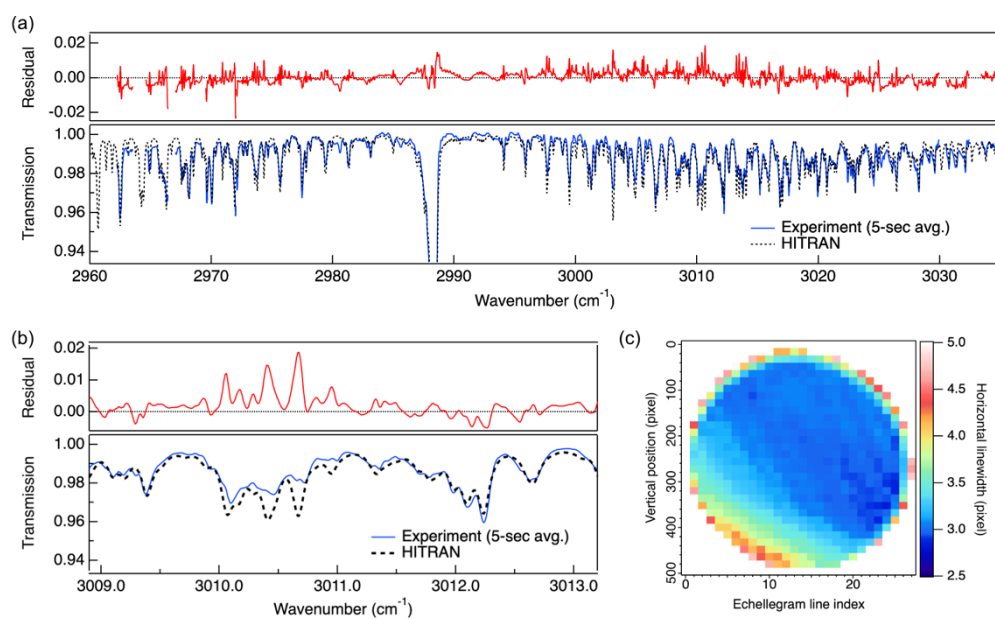 (a)
0.02
0.00
-0.02
Residual
1.00
0.98
0.96
0.94
Transmission
Experiment (5-sec avg.)
HITRAN
2960 2970 2980 2990 3000 3010 3020 3030
Wavenumber (cm-1)
(b)
0.02
0.01
0.00
Residual
1.00
0.98
0.96
0.94
Transmission
Experiment (5-sec avg.)
HITRAN
3009.0 3010.0 3011.0 3012.0 3013.0
Wavenumber (cm-1)
(c)
0
100
200
300
400
500
Vertical position (pixel)
0 10 20
Echellegram line index
5.0
4.5
4.0
3.5
3.0
2.5
Horizontal linewidth (pixel)